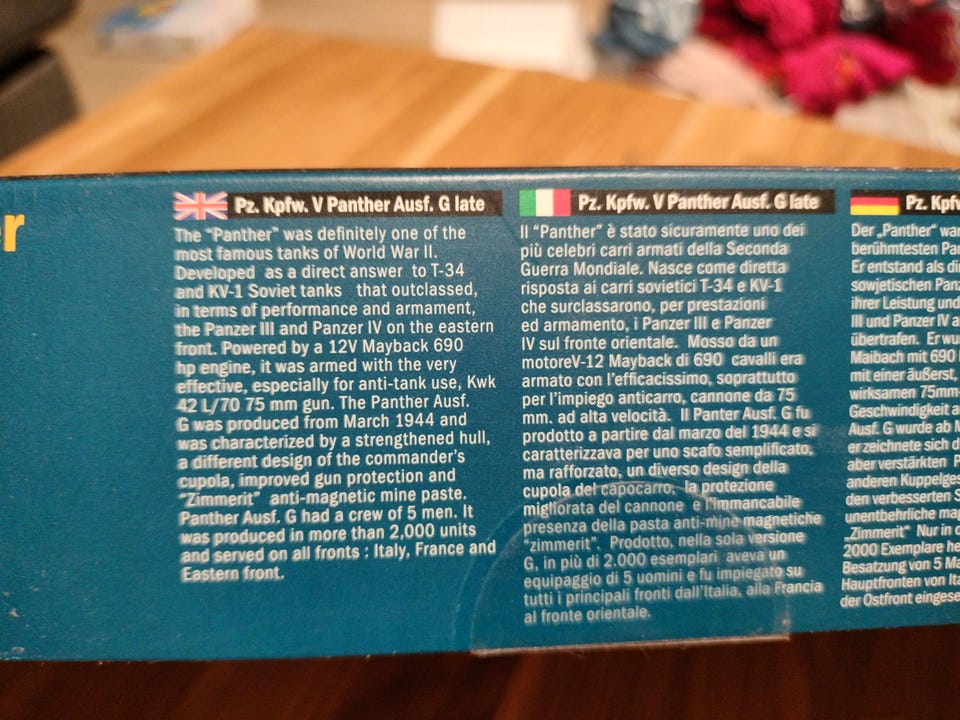 r
Pz. Kpfw. V Panther Ausf. G late
The "Panther" was definitely one of the
most famous tanks of World War II.
Developed as a direct answer to T-34
and KV-1 Soviet tanks that outclassed,
in terms of performance and armament,
the Panzer III and Panzer IV on the eastern
front. Powered by a 12V Mayback 690
hp engine, it was armed with the very
effective, especially for anti-tank use, Kwk
42 L/70 75 mm gun. The Panther Ausf.
G was produced from March 1944 and
was characterized by a strengthened hull,
a different design of the commander's
cupola, improved gun protection and
"Zimmerit" anti-magnetic mine paste.
Panther Ausf. G had a crew of 5 men. It
was produced in more than 2,000 units
and served on all fronts : Italy, France and
Eastern front.
Pz. Kpfw. V Panther Ausf. G late
Il "Panther" è stato sicuramente uno dei
più celebri carri armati della Seconda
Guerra Mondiale. Nasce come diretta
risposta ai carri sovietici T-34 e KV-1
che surclassarono, per prestazioni
ed armamento, i Panzer III e Panzer
IV sul fronte orientale. Mosso da un
motoreV-12 Mayback di 690 cavalli era
armato con l'efficacissimo, soprattutto
per l'impiego anticarro, cannone da 75
mm. ad alta velocità. Il Panter Ausf. G fu
prodotto a partire dal marzo del 1944 e si
caratterizzava per uno scafo semplificato,
ma rafforzato, un diverso design della
cupola del capocarro, la protezione
migliorata del cannone e l'immancabile
presenza della pasta anti-mine magnetiche
"zimmerit". Prodotto, nella sola versione
G, in più di 2.000 esemplari aveva un
equipaggio di 5 uomini e fu impiegato su
tutti i principali fronti dall'Italia, alla Francia
al fronte orientale.
Pz. Kpfw
Der „Panther" war
berühmtesten Pan
Er entstand als di
sowjetischen Panz
ihrer Leistung und
III und Panzer IV a
übertrafen. Er wu
Maibach mit 690
mit einer äußerst,
wirksamen 75mm-
Geschwindigkeit a
Ausf. G wurde ab M
er zeichnete sich d
aber verstärkten P
anderen Kuppelges
den verbesserten S
unentbehrliche mag
„Zimmerit" Nur in d
2000 Exemplare he
Besatzung von 5 Ma
Hauptfronten von Ita
der Ostfront eingese